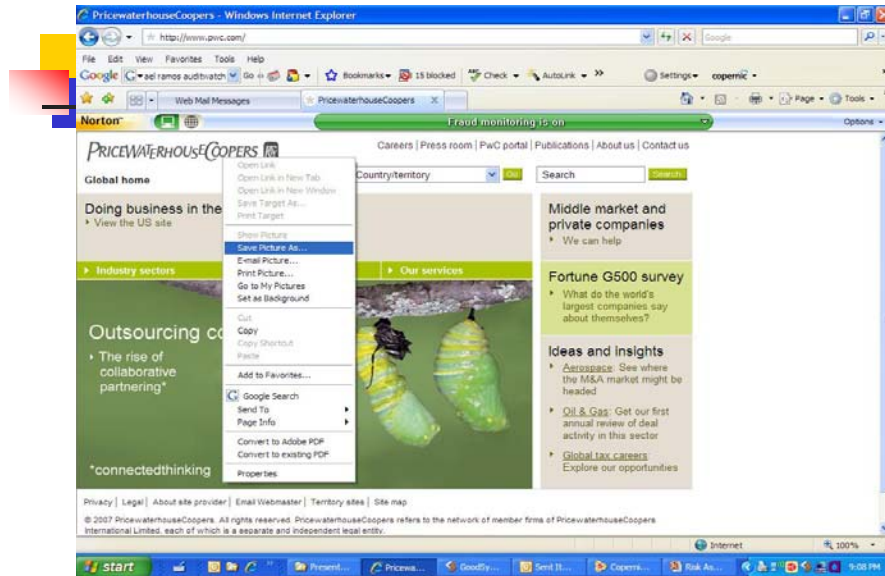 PricewaterhouseCoopers - Windows Internet Explorer
http://www.pwc.com/
Google
File Edit View Favorites Tools Help
Google G ael ramos auditwatch Go Bookmarks 15 blocked Check AutoLink » Settings copernic
Web Mail Messages PricewaterhouseCoopers X Page Tools
Norton Fraud monitoring is on Options
PRICEWATERHOUSECOOPERS
Careers | Press room | PwC portal | Publications | About us | Contact us
Global home
Country/territory Go Search Search
Doing business in the
View the US site
Industry sectors
Our services
Outsourcing co
The rise of
collaborative
partnering*
*connectedthinking
Open Link
Open Link in New Tab
Open Link in New Window
Save Target As...
Print Target
Show Picture
Save Picture As...
E-mail Picture...
Print Picture...
Go to My Pictures
Set as Background
Cut
Copy
Copy Shortcut
Paste
Add to Favorites...
G Google Search
Send To
Page Info
Convert to Adobe PDF
Convert to existing PDF
Properties
Middle market and
private companies
We can help
Fortune G500 survey
What do the world's
largest companies say
about themselves?
Ideas and insights
Aerospace: See where
the M&A market might be
headed
Oil & Gas: Get our first
annual review of deal
activity in this sector
Global tax careers:
Explore our opportunities
Privacy | Legal | About site provider | Email Webmaster | Territory sites | Site map
© 2007 PricewaterhouseCoopers. All rights reserved. PricewaterhouseCoopers refers to the network of member firms of PricewaterhouseCoopers
International Limited, each of which is a separate and independent legal entity.
Internet 100%
start Present... Pricewa... GoodSy... Sent It... Coperni... Risk As... 9:08 PM